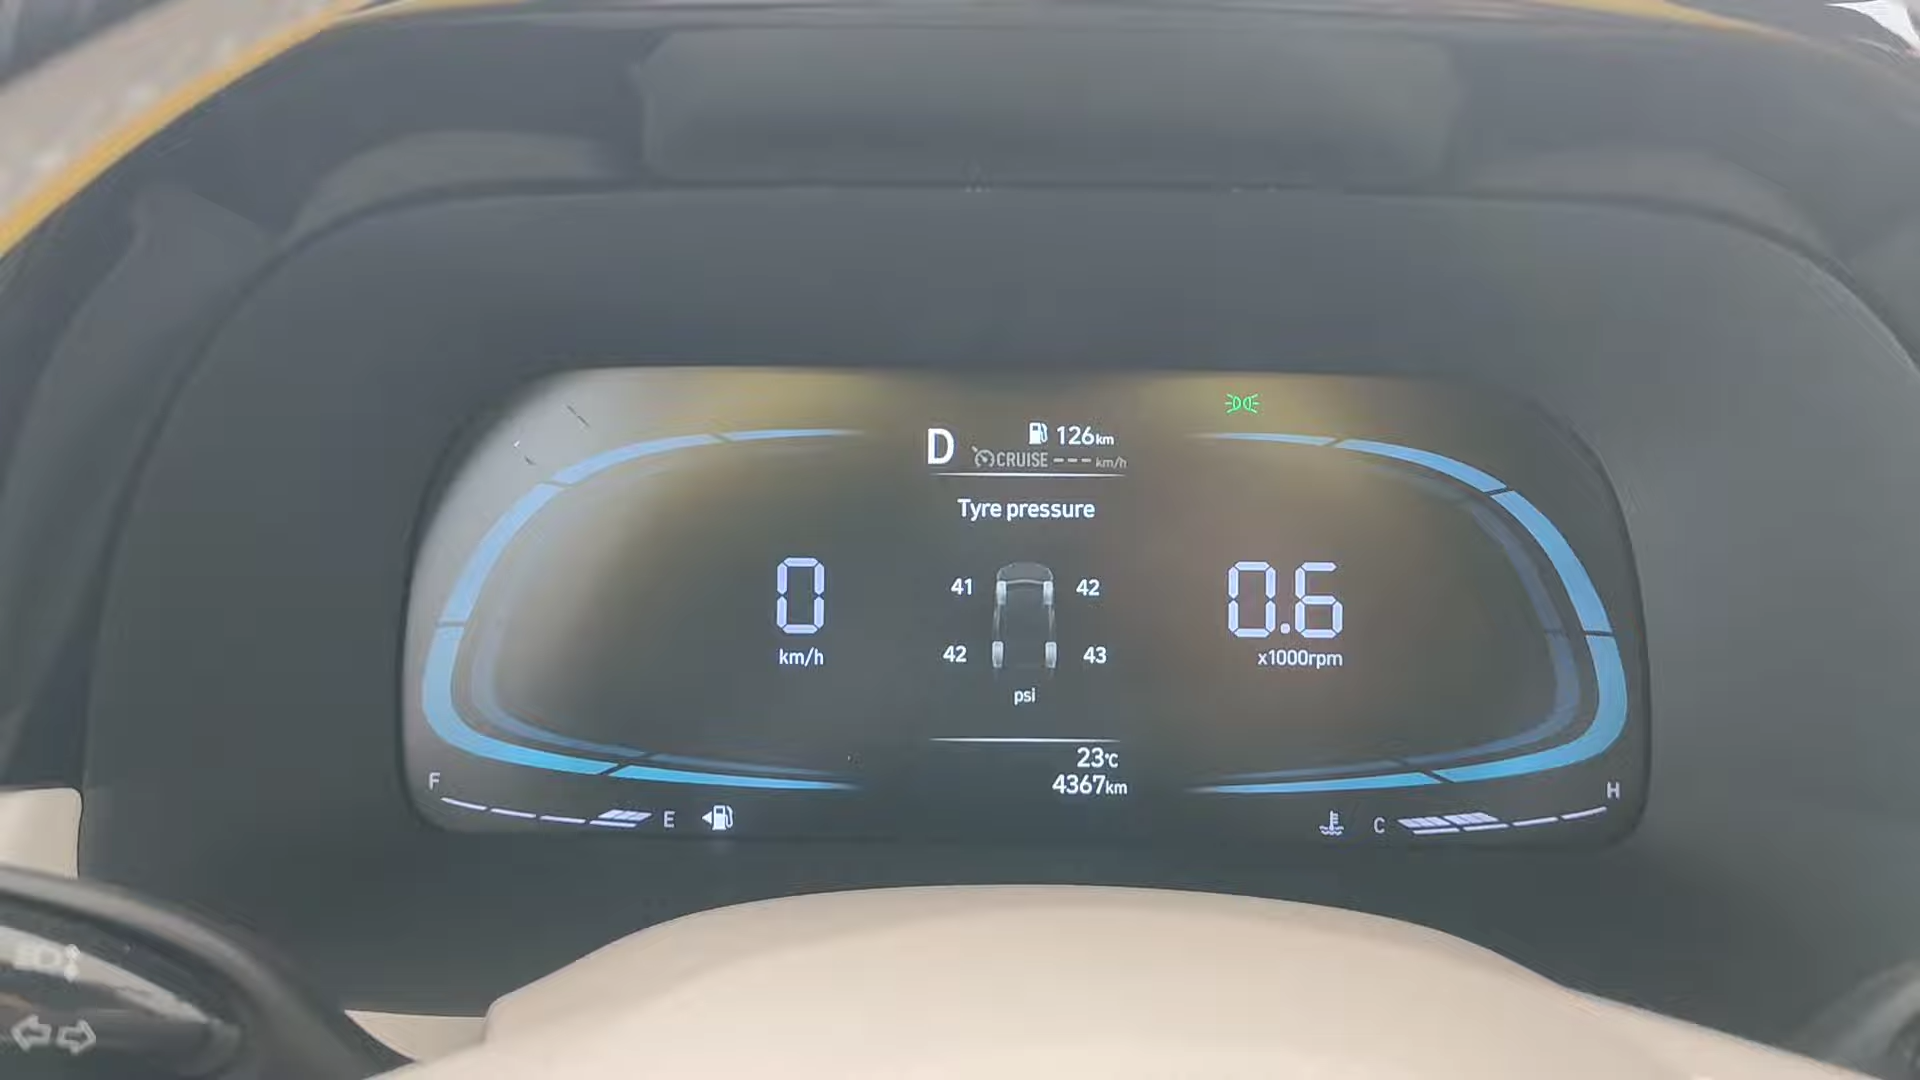 D 126km
CRUISE --- km/h
Tyre pressure
41 42
0 0.6
km/h x1000rpm
42 43
psi
23°C
4367km
F E C H